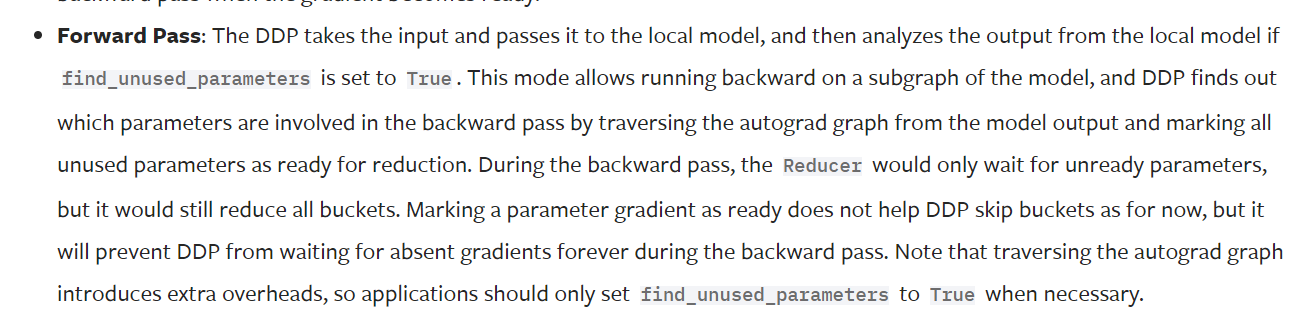 • Forward Pass: The DDP takes the input and passes it to the local model, and then analyzes the output from the local model if
find_unused_parameters is set to True. This mode allows running backward on a subgraph of the model, and DDP finds out
which parameters are involved in the backward pass by traversing the autograd graph from the model output and marking all
unused parameters as ready for reduction. During the backward pass, the Reducer would only wait for unready parameters,
but it would still reduce all buckets. Marking a parameter gradient as ready does not help DDP skip buckets as for now, but it
will prevent DDP from waiting for absent gradients forever during the backward pass. Note that traversing the autograd graph
introduces extra overheads, so applications should only set find_unused_parameters to True when necessary.